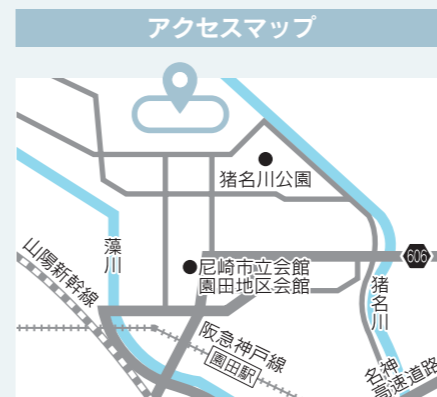 アクセスマップ
猪名川公園
606
尼崎市立会館
園田地区会館
藻川
山陽新幹線
猪名川
阪急神戸線
園田駅
名神
高速道路